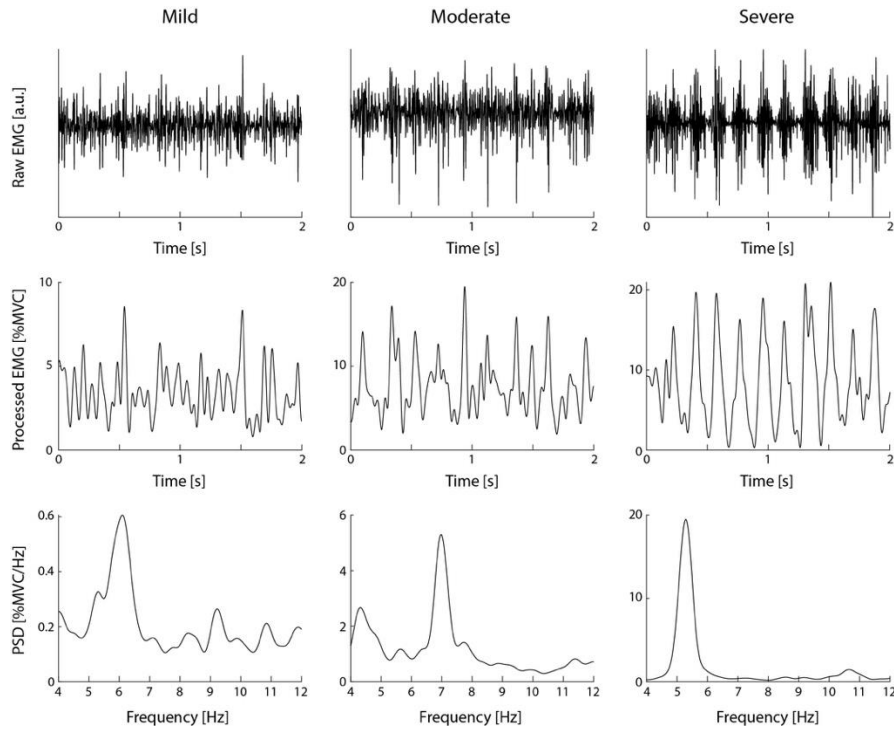 Mild Moderate Severe
Raw EMG [a.u.]
0 1 2 0 1 2 0 1 2
Time [s] Time [s] Time [s]
Processed EMG [%MVC]
10 20 20
5 10 10
0 0 0
0 1 2 0 1 2 0 1 2
Time [s] Time [s] Time [s]
PSD [%MVC/Hz]
0.6 6 20
0.4 4
0.2 2 10
0 0 0
4 5 6 7 8 9 10 11 12 4 5 6 7 8 9 10 11 12 4 5 6 7 8 9 10 11 12
Frequency [Hz] Frequency [Hz] Frequency [Hz]